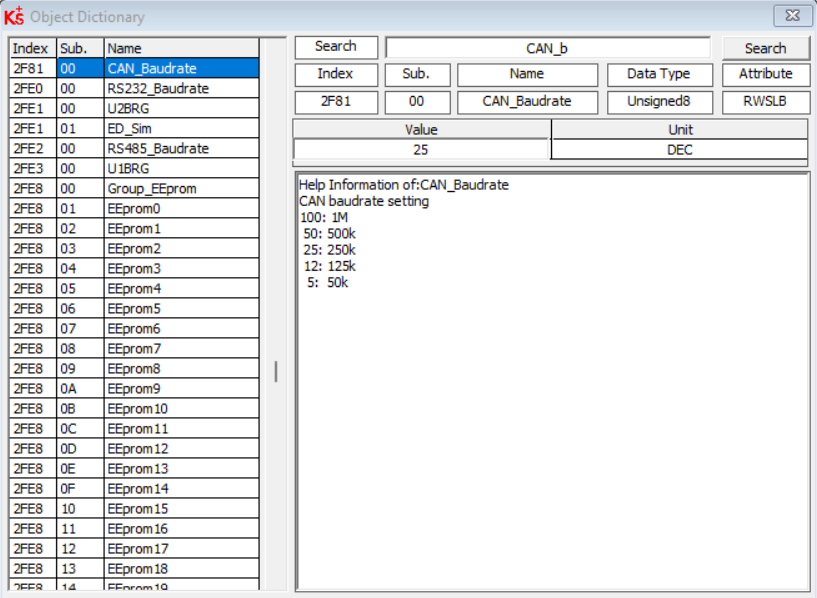 Ks Object Dictionary
Index Sub. Name
2F81 00 CAN_Baudrate
2FE0 00 RS232_Baudrate
2FE1 00 U2BRG
2FE1 01 ED_Sim
2FE2 00 RS485_Baudrate
2FE3 00 U1BRG
2FE8 00 Group_EEprom
2FE8 01 EEprom0
2FE8 02 EEprom1
2FE8 03 EEprom2
2FE8 04 EEprom3
2FE8 05 EEprom4
2FE8 06 EEprom5
2FE8 07 EEprom6
2FE8 08 EEprom7
2FE8 09 EEprom8
2FE8 0A EEprom9
2FE8 0B EEprom10
2FE8 0C EEprom11
2FE8 0D EEprom12
2FE8 0E EEprom13
2FE8 0F EEprom14
2FE8 10 EEprom15
2FE8 11 EEprom16
2FE8 12 EEprom17
2FE8 13 EEprom18
2FE8 14 EEprom19
Search CAN_b Search
Index Sub. Name Data Type Attribute
2F81 00 CAN_Baudrate Unsigned8 RWSLB
Value Unit
25 DEC
Help Information of:CAN_Baudrate
CAN baudrate setting
100: 1M
50: 500k
25: 250k
12: 125k
5: 50k